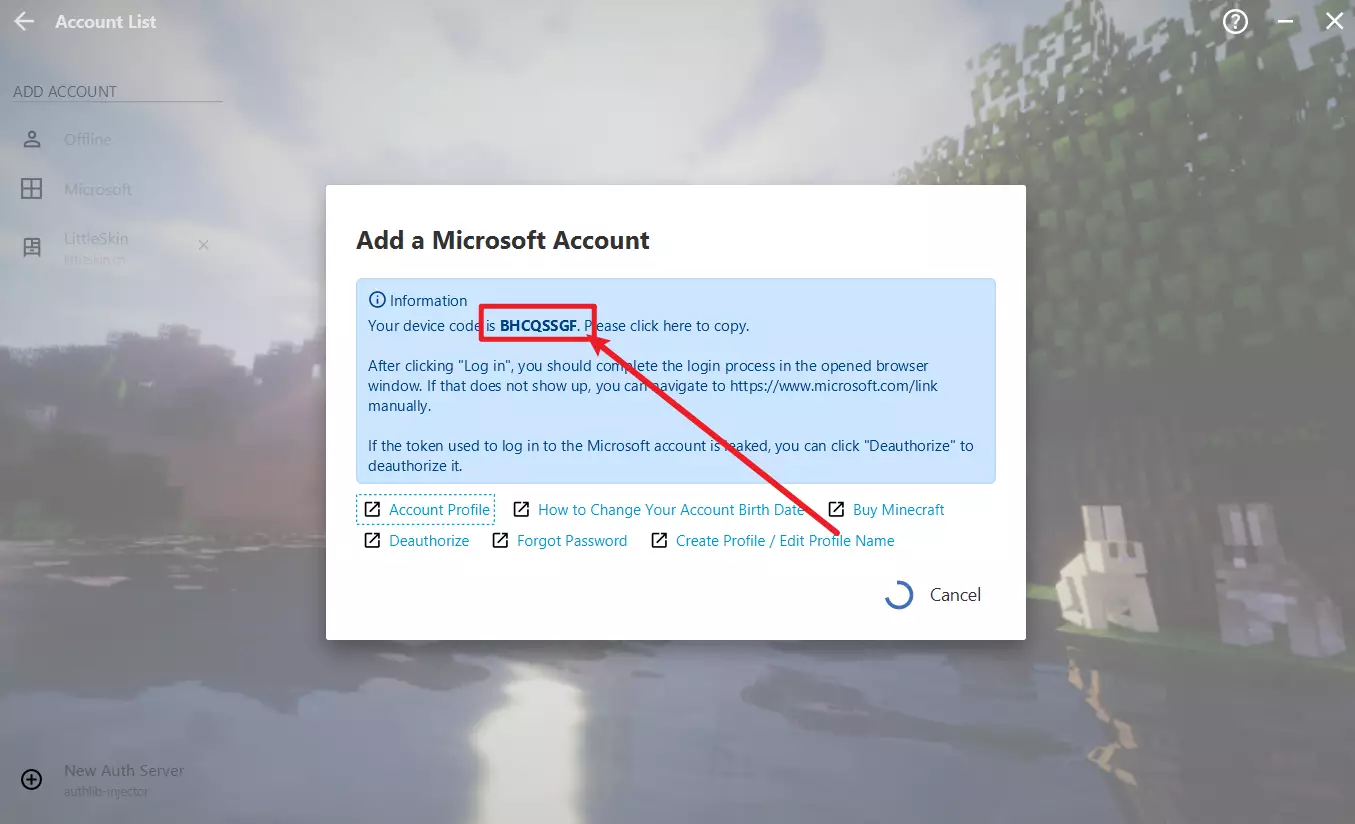 Account List
ADD ACCOUNT
Offline
Microsoft
LittleSkin
littleskin.cn
Add a Microsoft Account
Information
Your device code is BHCQSSGF. Please click here to copy.
After clicking "Log in", you should complete the login process in the opened browser
window. If that does not show up, you can navigate to https://www.microsoft.com/link
manually.
If the token used to log in to the Microsoft account is leaked, you can click "Deauthorize" to
deauthorize it.
Account Profile How to Change Your Account Birth Date Buy Minecraft
Deauthorize Forgot Password Create Profile / Edit Profile Name
Cancel
New Auth Server
authlib-injector